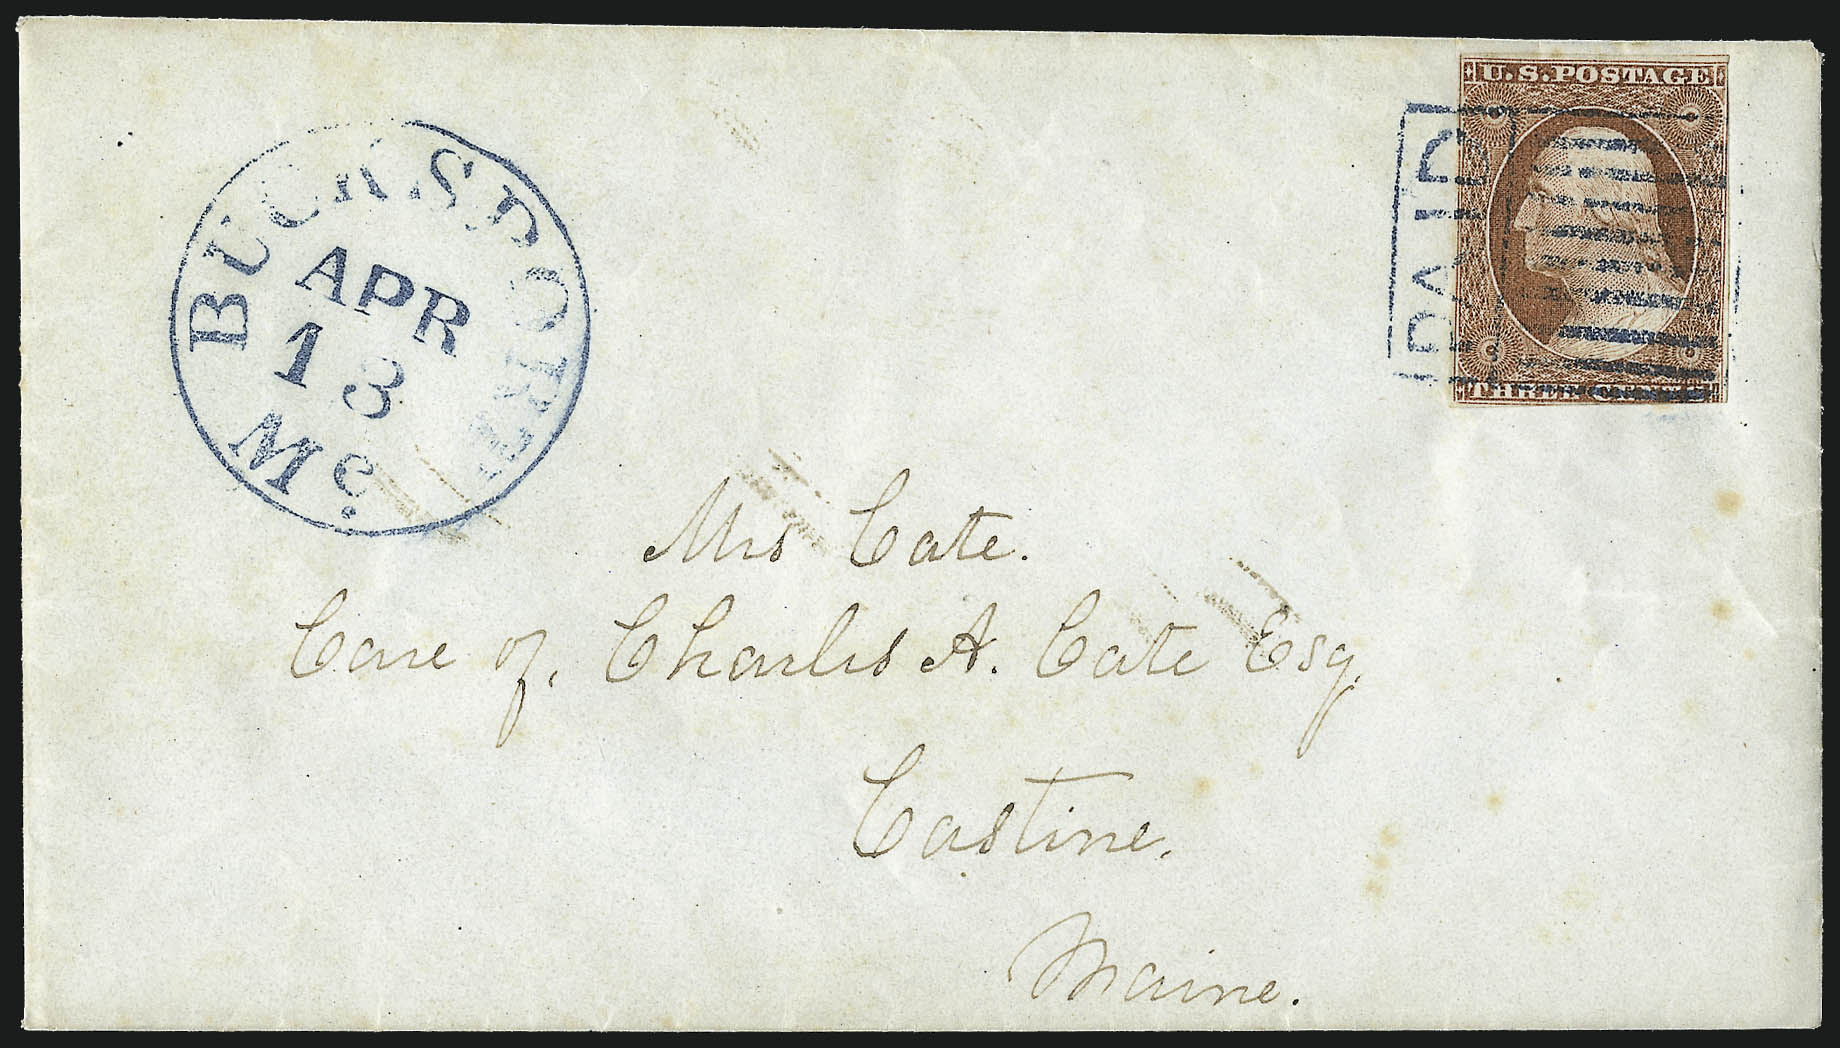 BUCKSPORT
APR
13
Me.
U.S. POSTAGE
PAID
THREE CENTS
Mrs Cate.
Care of, Charles A. Cate Esq.
Castine.
Maine.